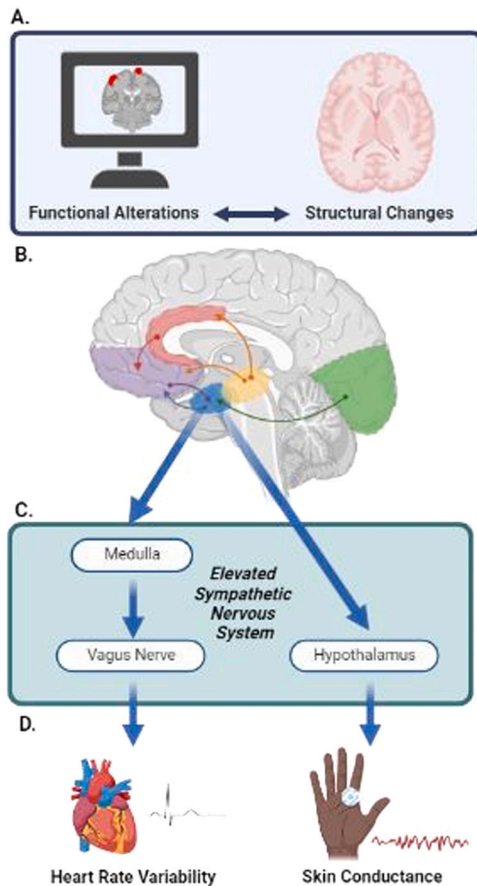 A.
Functional Alterations
Structural Changes
B.
C.
Medulla
Elevated
Sympathetic
Nervous
System
Vagus Nerve
Hypothalamus
D.
Heart Rate Variability
Skin Conductance